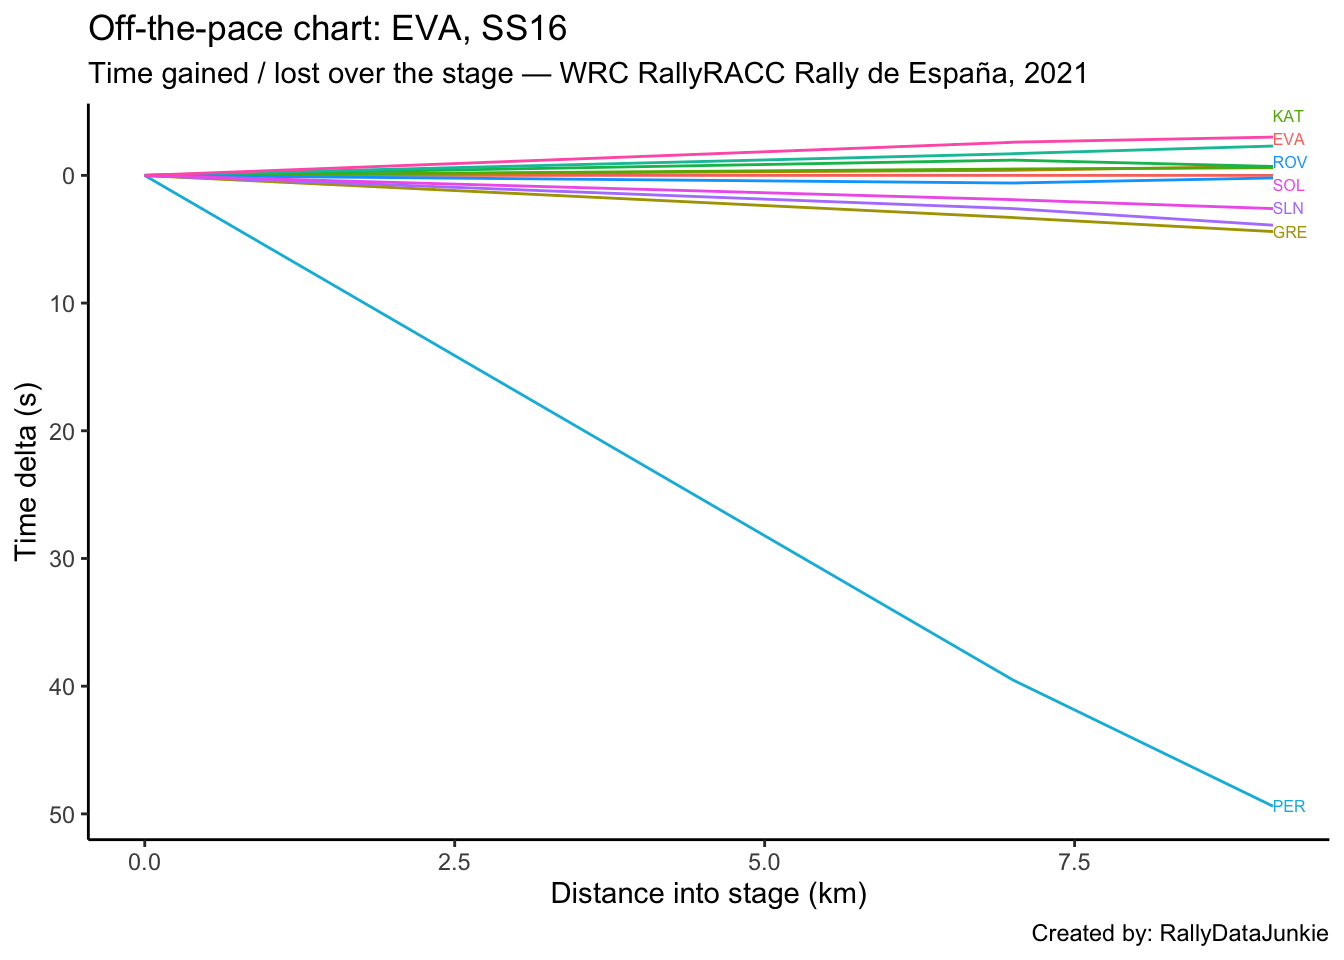 Off-the-pace chart: EVA, SS16
Time gained / lost over the stage — WRC RallyRACC Rally de España, 2021
KAT
EVA
ROV
SOL
SLN
GRE
PER
0
10
20
30
40
50
Time delta (s)
0.0
2.5
5.0
7.5
Distance into stage (km)
Created by: RallyDataJunkie